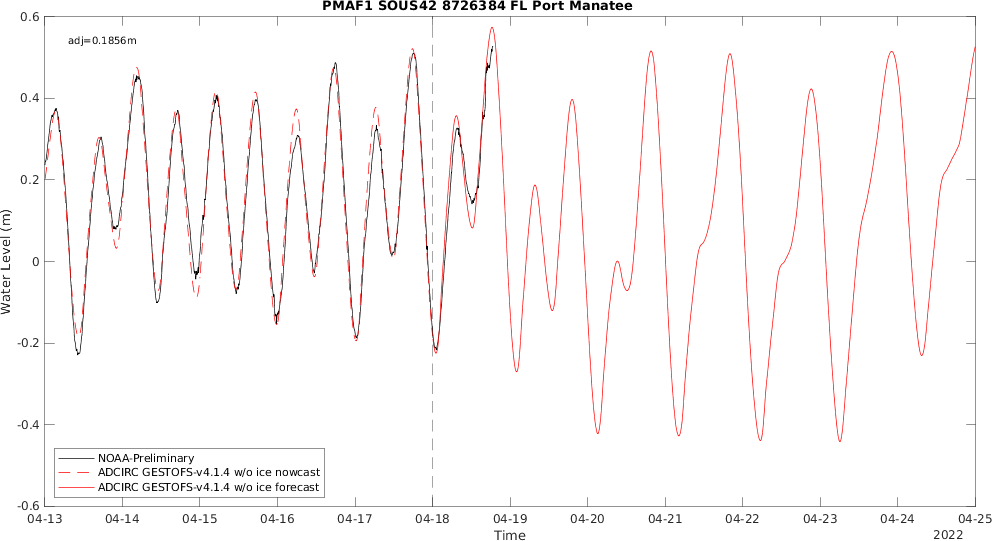 PMAF1 SOUS42 8726384 FL Port Manatee
adj=0.1856m
0.6
0.4
0.2
0
-0.2
-0.4
-0.6
Water Level (m)
NOAA-Preliminary
ADCIRC GESTOFS-v4.1.4 w/o ice nowcast
ADCIRC GESTOFS-v4.1.4 w/o ice forecast
04-13 04-14 04-15 04-16 04-17 04-18 04-19 04-20 04-21 04-22 04-23 04-24 04-25
Time
2022